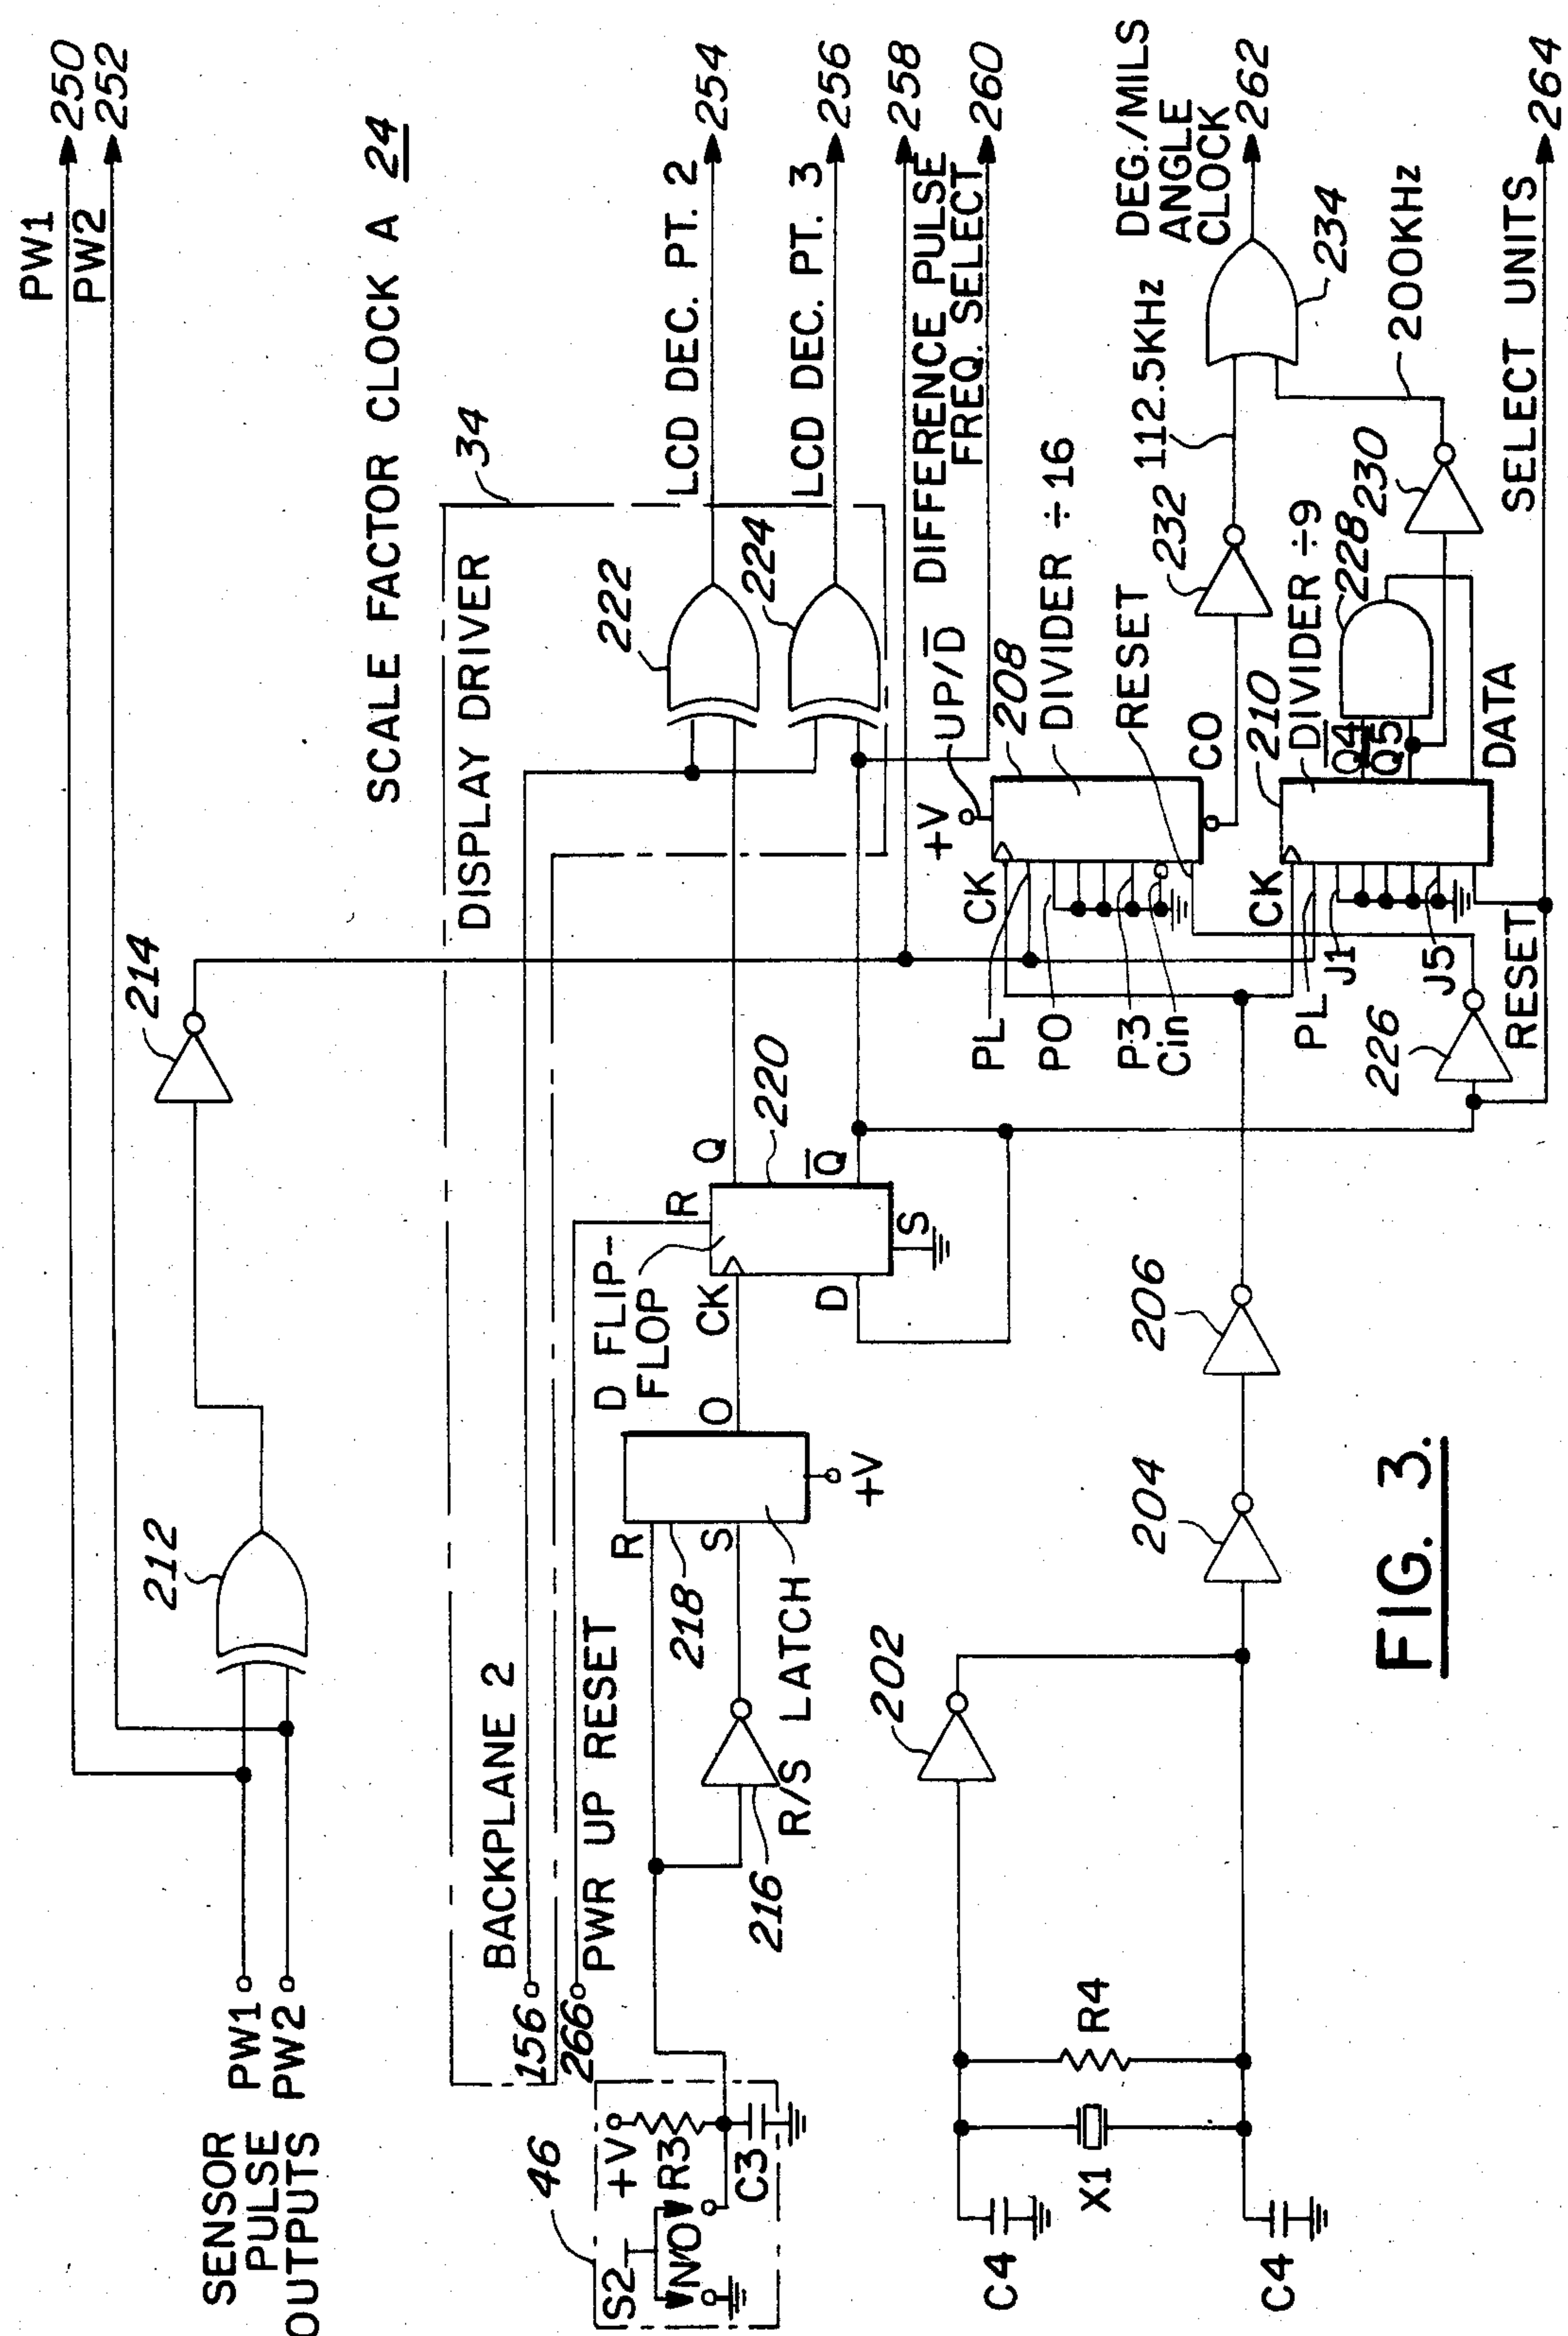 PW1
250
PW2
252
SCALE FACTOR CLOCK A 24
SENSOR
PULSE
OUTPUTS
PW1
PW2
212
214
DISPLAY DRIVER
34
BACKPLANE 2
156
266
PWR UP RESET
222
224
LCD DEC. PT. 2
254
LCD DEC. PT. 3
256
258
DIFFERENCE PULSE
FREQ. SELECT
260
46
S2
N/O
+V
R3
C3
216
R
S
O
218
R/S LATCH
+V
D FLIP-
FLOP
CK
D
R
S
Q
Q̅
220
+V
UP/D̅
208
DIVIDER ÷16
RESET
CK
PL
PO
P3
Cin
CO
232
112.5KHz
DEG./MILS
ANGLE
CLOCK
262
234
200KHz
210
DIVIDER ÷9
228
230
CK
PL
J1
J5
RESET
Q̅4̅
Q̅5̅
DATA
226
SELECT UNITS
264
202
204
206
R4
X1
C4
C4
FIG. 3.